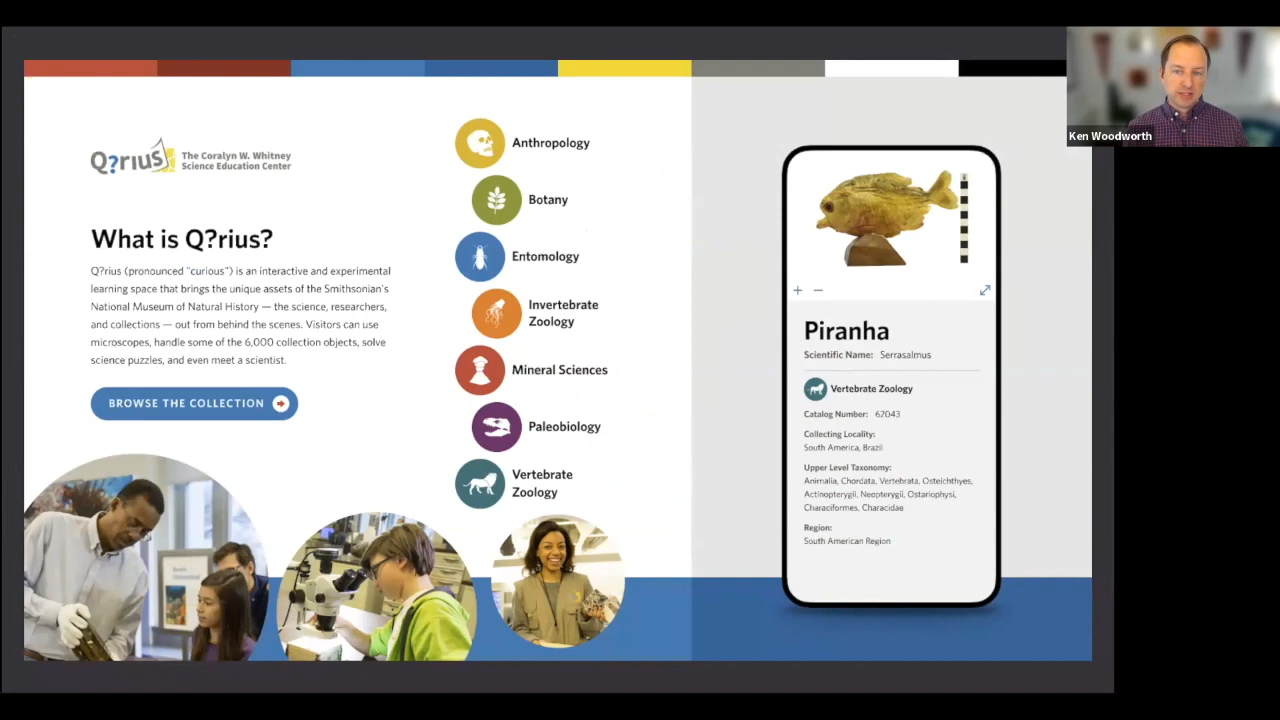 Q?rius The Coralyn W. Whitney
Science Education Center
What is Q?rius?
Q?rius (pronounced "curious") is an interactive and experimental
learning space that brings the unique assets of the Smithsonian's
National Museum of Natural History — the science, researchers,
and collections — out from behind the scenes. Visitors can use
microscopes, handle some of the 6,000 collection objects, solve
science puzzles, and even meet a scientist.
BROWSE THE COLLECTION
Anthropology
Botany
Entomology
Invertebrate
Zoology
Mineral Sciences
Paleobiology
Vertebrate
Zoology
Piranha
Scientific Name: Serrasalmus
Vertebrate Zoology
Catalog Number: 62043
Collecting Locality:
South America, Brazil
Upper Level Taxonomy:
Animalia, Chordata, Vertebrata, Osteichthyes,
Actinopterygii, Neopterygii, Ostariophysi,
Characiformes, Characidae
Region:
South American Region
Ken Woodworth